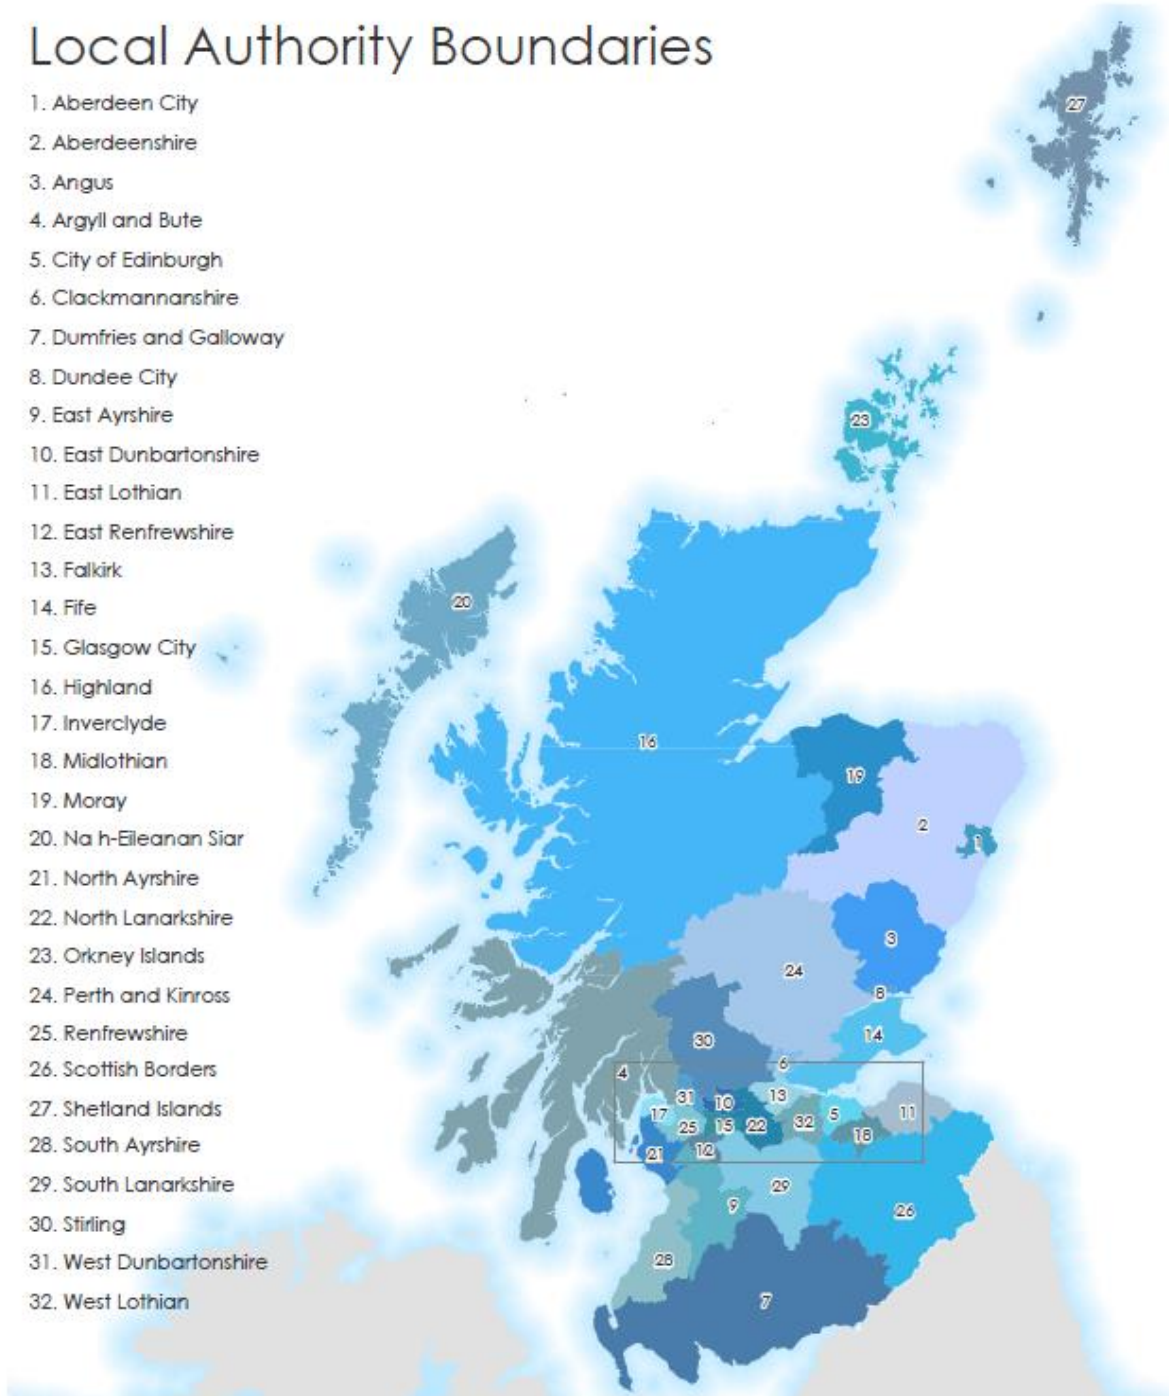 Local Authority Boundaries
1. Aberdeen City
2. Aberdeenshire
3. Angus
4. Argyll and Bute
5. City of Edinburgh
6. Clackmannanshire
7. Dumfries and Galloway
8. Dundee City
9. East Ayrshire
10. East Dunbartonshire
11. East Lothian
12. East Renfrewshire
13. Falkirk
14. Fife
15. Glasgow City
16. Highland
17. Inverclyde
18. Midlothian
19. Moray
20. Na h-Eileanan Siar
21. North Ayrshire
22. North Lanarkshire
23. Orkney Islands
24. Perth and Kinross
25. Renfrewshire
26. Scottish Borders
27. Shetland Islands
28. South Ayrshire
29. South Lanarkshire
30. Stirling
31. West Dunbartonshire
32. West Lothian
27
23
20
16
19
2
1
3
24
8
14
30
6
4
31
10
13
17
25
15
22
32
5
11
18
21
12
29
9
26
28
7